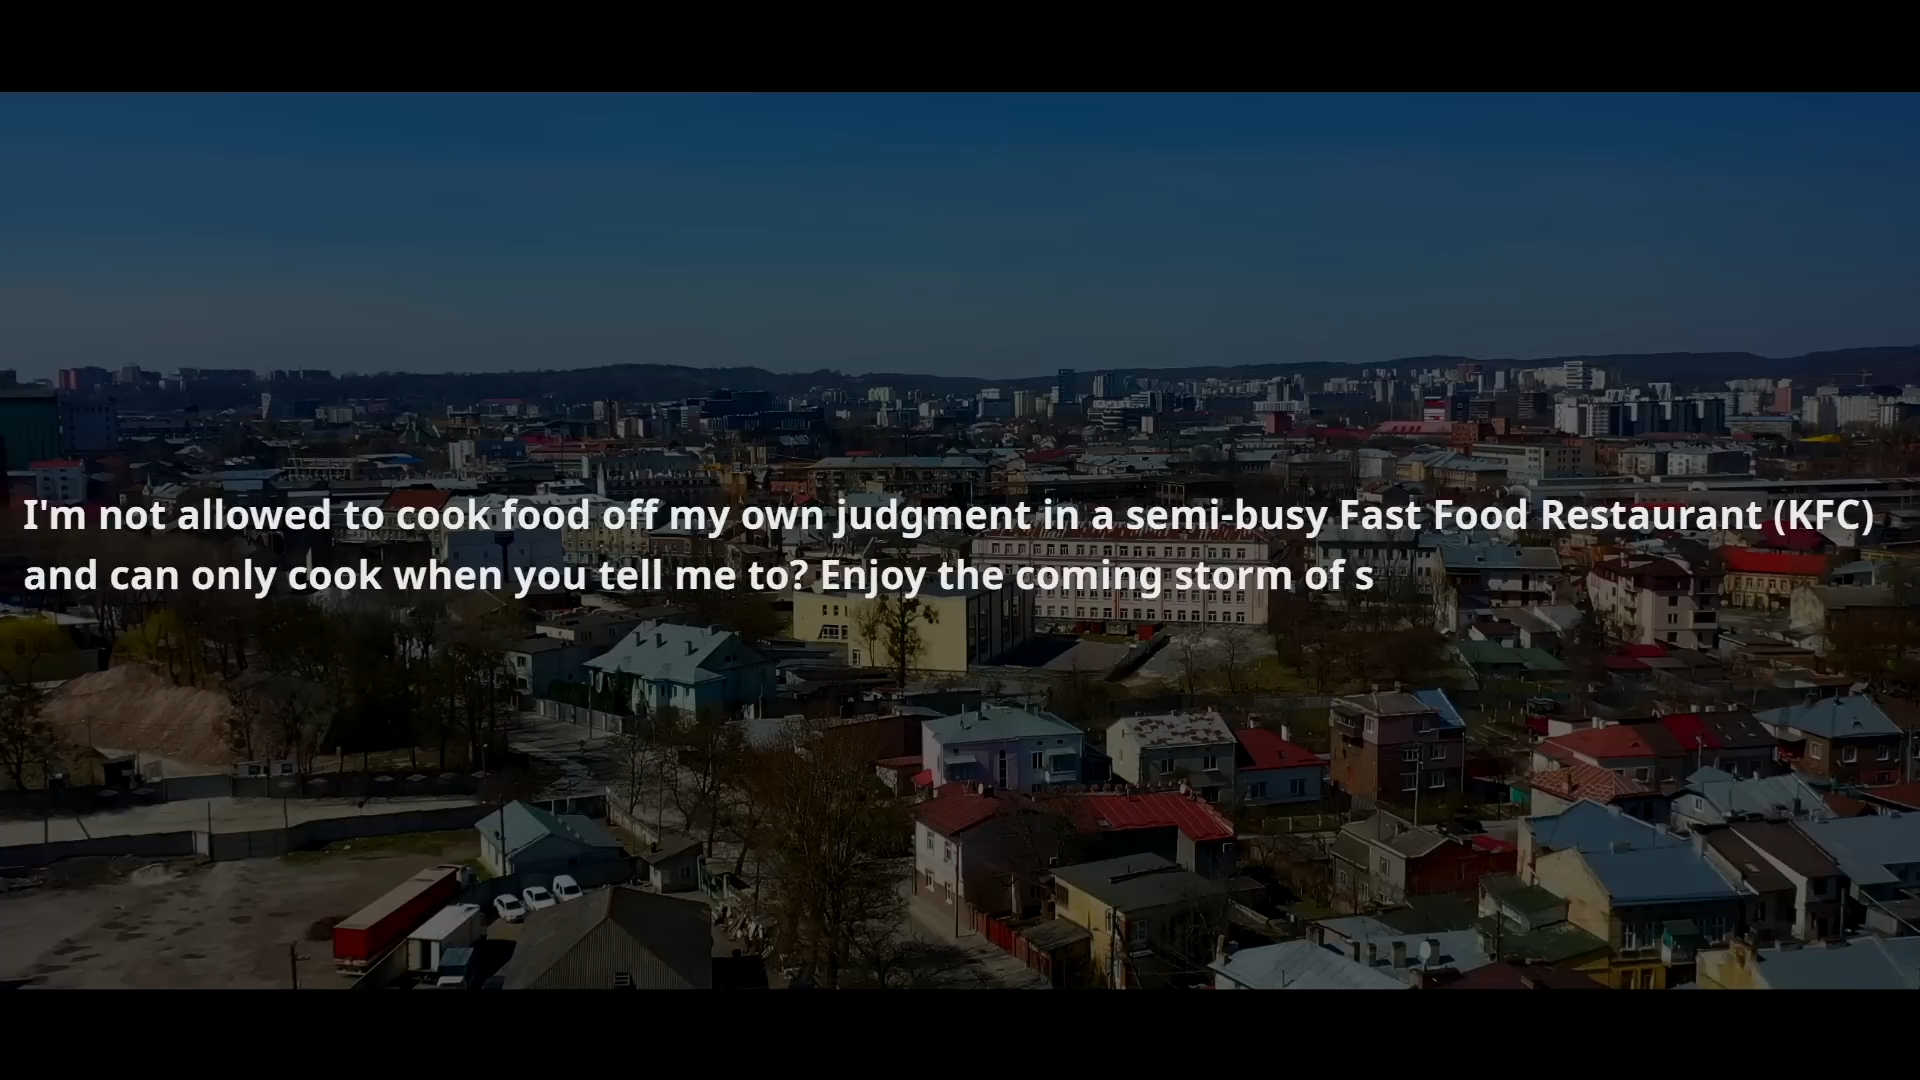 I'm not allowed to cook food off my own judgment in a semi-busy Fast Food Restaurant (KFC)
and can only cook when you tell me to? Enjoy the coming storm of s